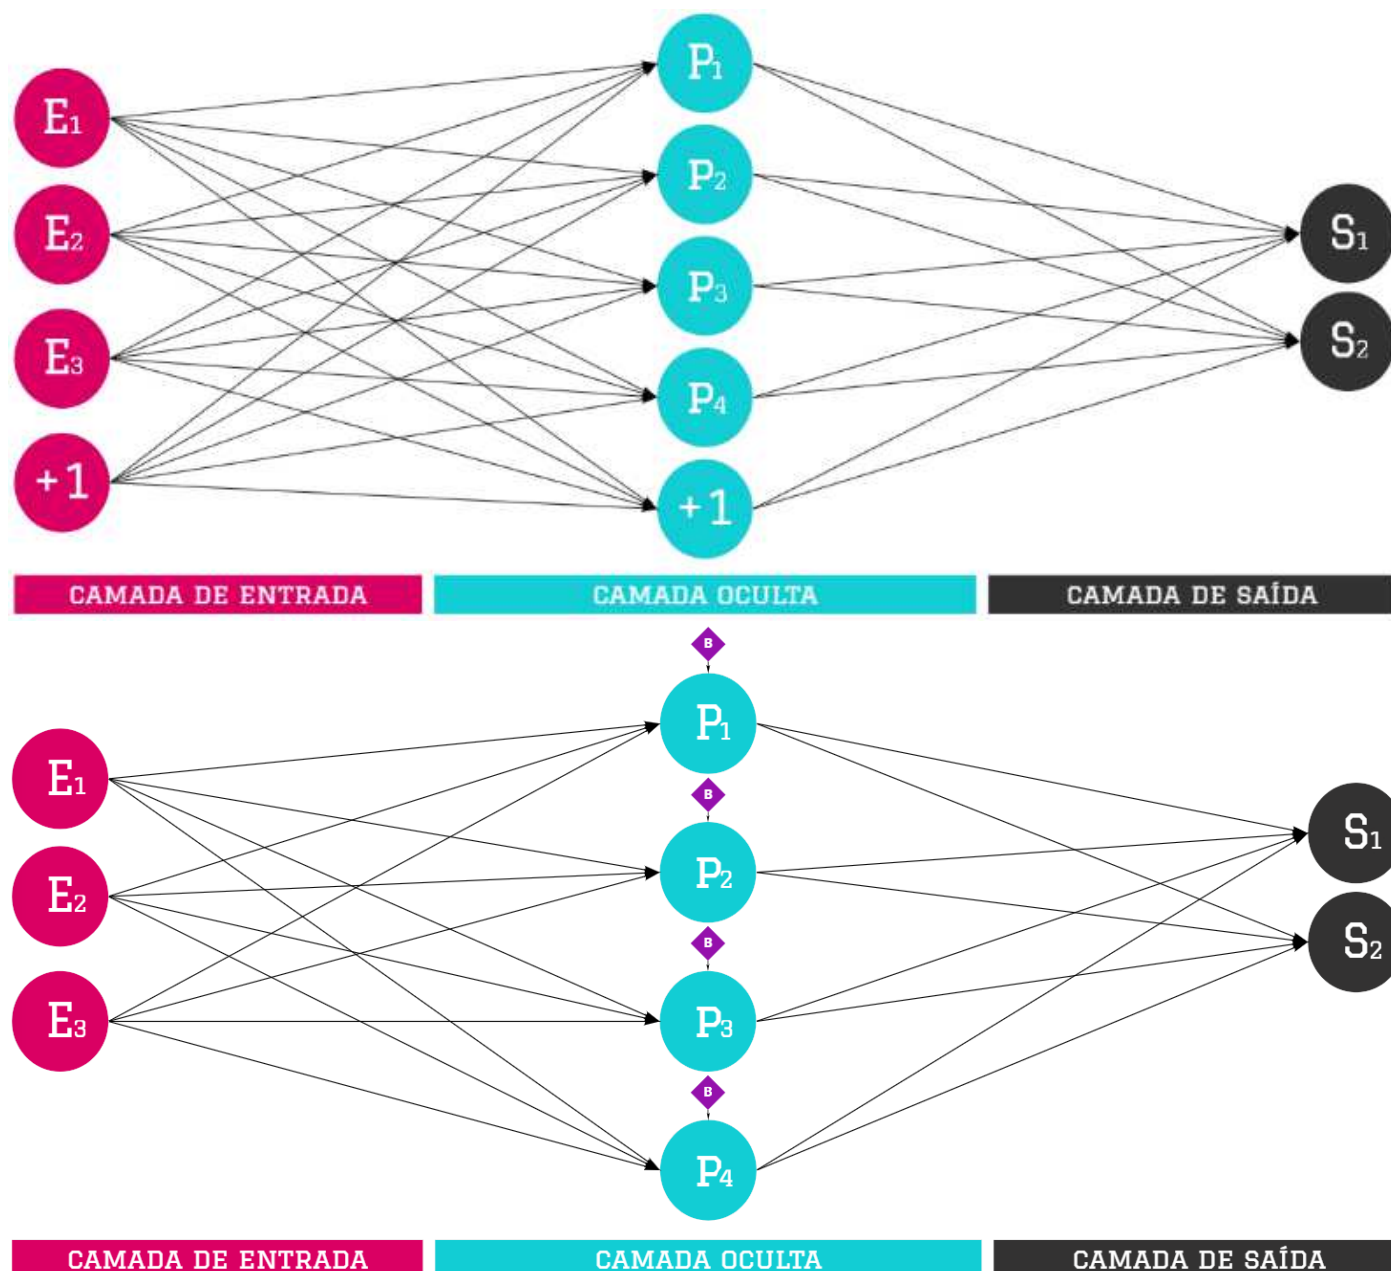 P1
E1
P2
E2
S1
P3
S2
E3
P4
+1
+1
CAMADA DE ENTRADA
CAMADA OCULTA
CAMADA DE SAÍDA
B
P1
E1
B
S1
P2
E2
B
S2
P3
E3
B
P4
CAMADA DE ENTRADA
CAMADA OCULTA
CAMADA DE SAÍDA